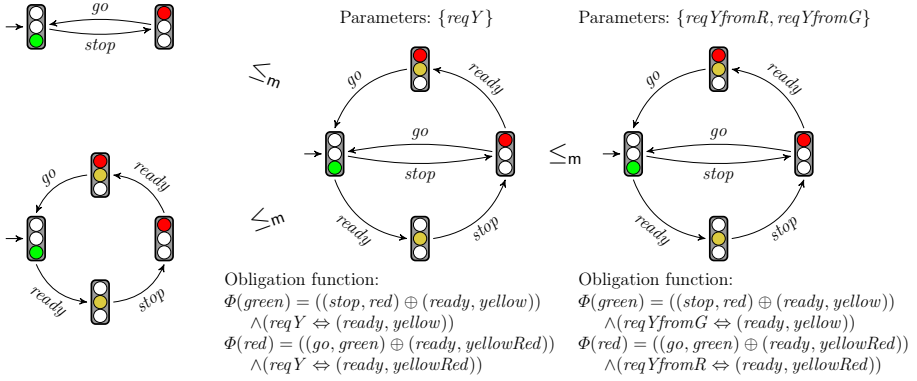 go
stop
go
ready
ready
stop
≤m
≤m
Parameters: {reqY}
go
ready
go
stop
ready
stop
Obligation function:
Φ(green) = ((stop, red) ⊕ (ready, yellow))
∧(reqY ⇔ (ready, yellow))
Φ(red) = ((go, green) ⊕ (ready, yellowRed))
∧(reqY ⇔ (ready, yellowRed))
≤m
Parameters: {reqYfromR, reqYfromG}
go
ready
go
stop
ready
stop
Obligation function:
Φ(green) = ((stop, red) ⊕ (ready, yellow))
∧(reqYfromG ⇔ (ready, yellow))
Φ(red) = ((go, green) ⊕ (ready, yellowRed))
∧(reqYfromR ⇔ (ready, yellowRed))